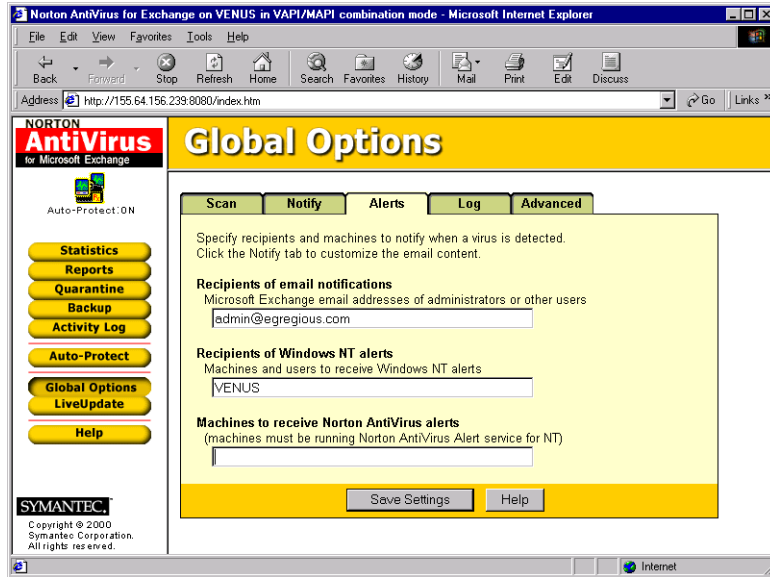 Norton AntiVirus for Exchange on VENUS in VAPI/MAPI combination mode - Microsoft Internet Explorer
File Edit View Favorites Tools Help
Back Forward Stop Refresh Home Search Favorites History Mail Print Edit Discuss
Address http://155.64.156.239:8080/index.htm Go Links »
NORTON
AntiVirus
for Microsoft Exchange
Global Options
Auto-Protect:ON
Statistics
Reports
Quarantine
Backup
Activity Log
Auto-Protect
Global Options
LiveUpdate
Help
SYMANTEC.
Copyright © 2000
Symantec Corporation.
All rights reserved.
Scan Notify Alerts Log Advanced
Specify recipients and machines to notify when a virus is detected.
Click the Notify tab to customize the email content.
Recipients of email notifications
Microsoft Exchange email addresses of administrators or other users
admin@egregious.com
Recipients of Windows NT alerts
Machines and users to receive Windows NT alerts
VENUS
Machines to receive Norton AntiVirus alerts
(machines must be running Norton AntiVirus Alert service for NT)
Save Settings Help
Internet